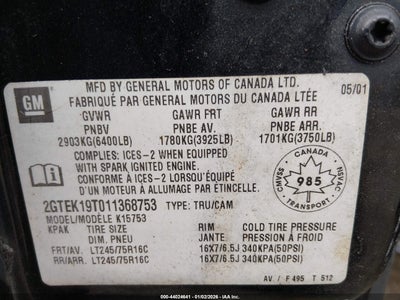 MFD BY GENERAL MOTORS OF CANADA LTD.
FABRIQUÉ PAR GENERAL MOTORS DU CANADA LTÉE
05/01
GM
GVWR GAWR FRT GAWR RR
PNBV PNBE AV. PNBE ARR.
2903KG(6400LB) 1780KG(3925LB) 1701KG(3750LB)
COMPLIES: ICES-2 WHEN EQUIPPED
WITH SPARK IGNITED ENGINE.
CONFORME À ICES-2 LORSQU'ÉQUIPÉ
D'UN MOTEUR À ALLUMAGE PAR ÉTINCELLE.
CANADA
CMVSS NSVAC
985
TRANSPORT
2GTEK19T011368753 TYPE: TRU/CAM
MODEL/MODÈLE K15753
KPAK TIRE SIZE RIM COLD TIRE PRESSURE
DIM. PNEU JANTE PRESSION A FROID
FRT/AV. LT245/75R16C 16X7/6.5J 340KPA(50PSI)
RR/ARR. LT245/75R16C 16X7/6.5J 340KPA(50PSI)
AV / F 495 T 512
© 000-44024641 - 01/02/2026 - IAA